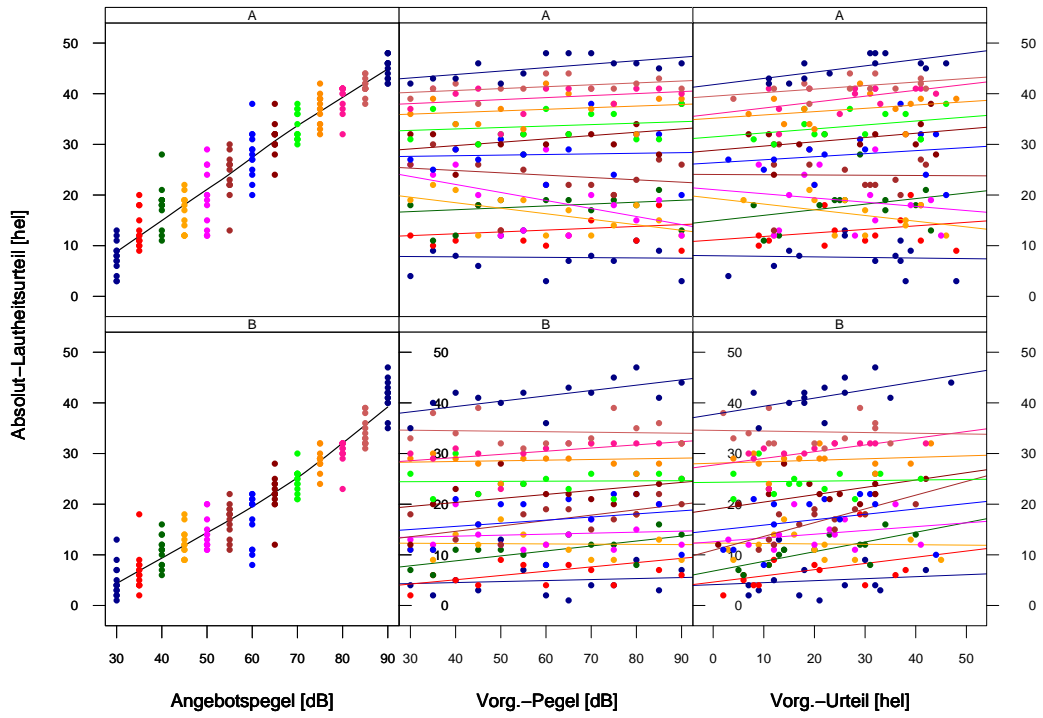 A A A
50 50
40 40
30 30
20 20
10 10
0 0
Absolut−Lautheitsurteil [hel]
B B B
50 50 50 50
40 40 40 40
30 30 30 30
20 20 20 20
10 10 10 10
0 0 0 0
30 40 50 60 70 80 90 30 40 50 60 70 80 90 0 10 20 30 40 50
Angebotspegel [dB] Vorg.−Pegel [dB] Vorg.−Urteil [hel]